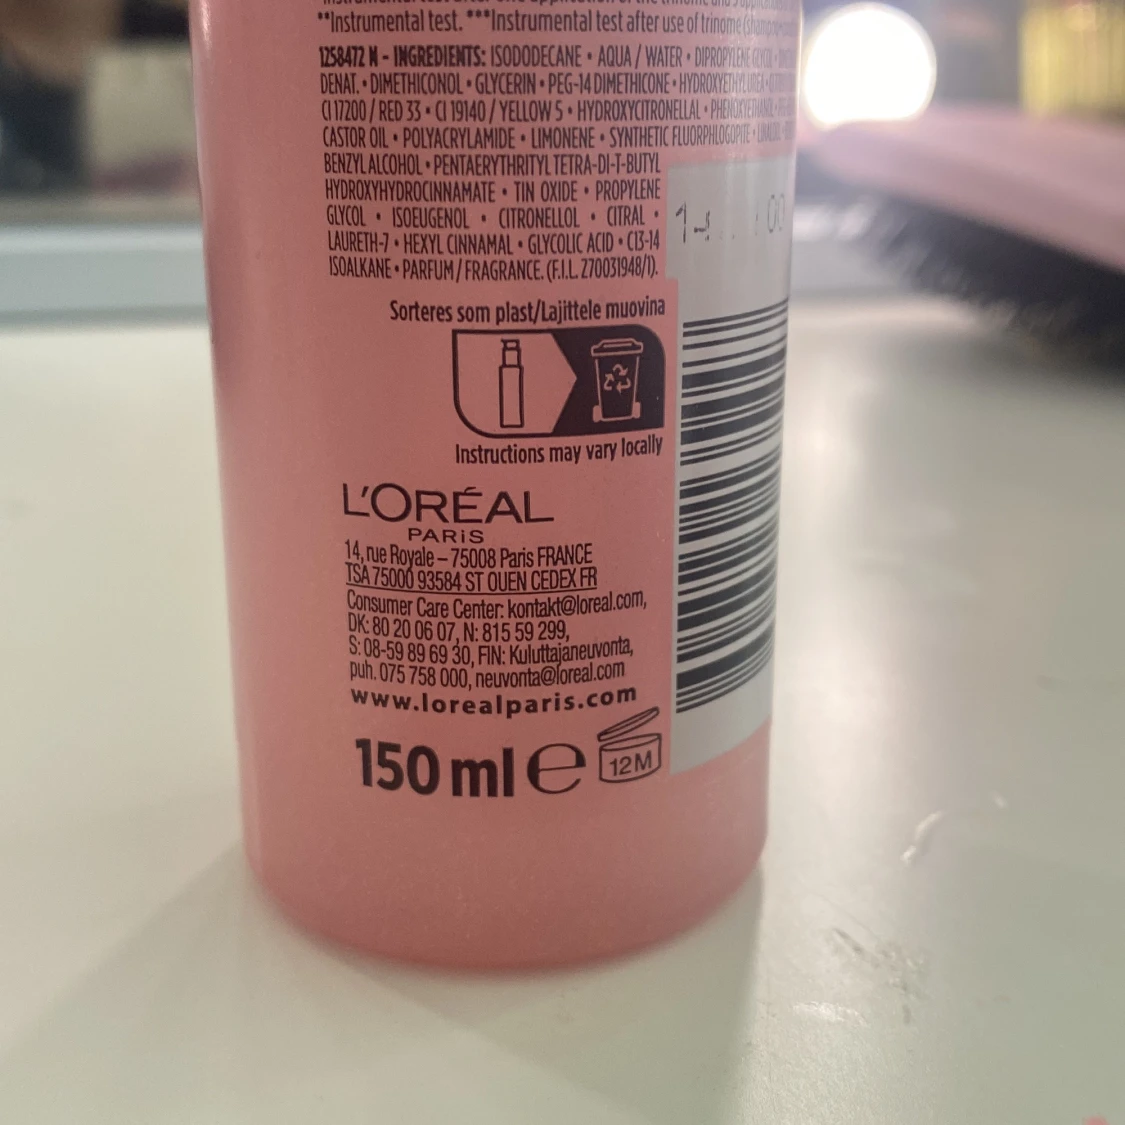 **Instrumental test. ***Instrumental test after use of trinome (shampoo+
1258472 N - INGREDIENTS: ISODODECANE • AQUA / WATER • DIPROPYLENE GLYCOL •
DENAT. • DIMETHICONOL • GLYCERIN • PEG-14 DIMETHICONE • HYDROXYETHYL UREA •
CI 17200 / RED 33 • CI 19140 / YELLOW 5 • HYDROXYCITRONELLAL • PHENOXYETHANOL •
CASTOR OIL • POLYACRYLAMIDE • LIMONENE • SYNTHETIC FLUORPHLOGOPITE • LINALOOL •
BENZYL ALCOHOL • PENTAERYTHRITYL TETRA-DI-T-BUTYL
HYDROXYHYDROCINNAMATE • TIN OXIDE • PROPYLENE
GLYCOL • ISOEUGENOL • CITRONELLOL • CITRAL •
LAURETH-7 • HEXYL CINNAMAL • GLYCOLIC ACID • C13-14
ISOALKANE • PARFUM / FRAGRANCE. (F.I.L. Z70031948/1).
Sorteres som plast/Lajittele muovina
Instructions may vary locally
L'ORÉAL
PARIS
14, rue Royale – 75008 Paris FRANCE
TSA 75000 93584 ST OUEN CEDEX FR
Consumer Care Center: kontakt@loreal.com,
DK: 80 20 06 07, N: 815 59 299,
S: 08-59 89 69 30, FIN: Kuluttajaneuvonta,
puh. 075 758 000, neuvonta@loreal.com
www.lorealparis.com
150 ml e 12M